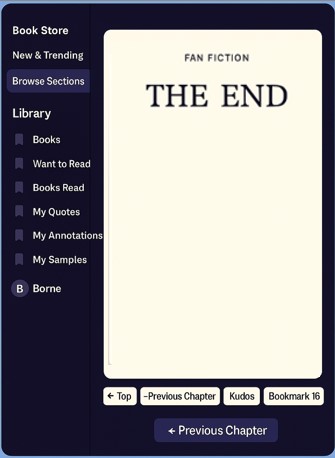 Book Store
New & Trending
Browse Sections
Library
Books
Want to Read
Books Read
My Quotes
My Annotations
My Samples
B Borne
FAN FICTION
THE END
← Top
-Previous Chapter
Kudos
Bookmark 16
← Previous Chapter